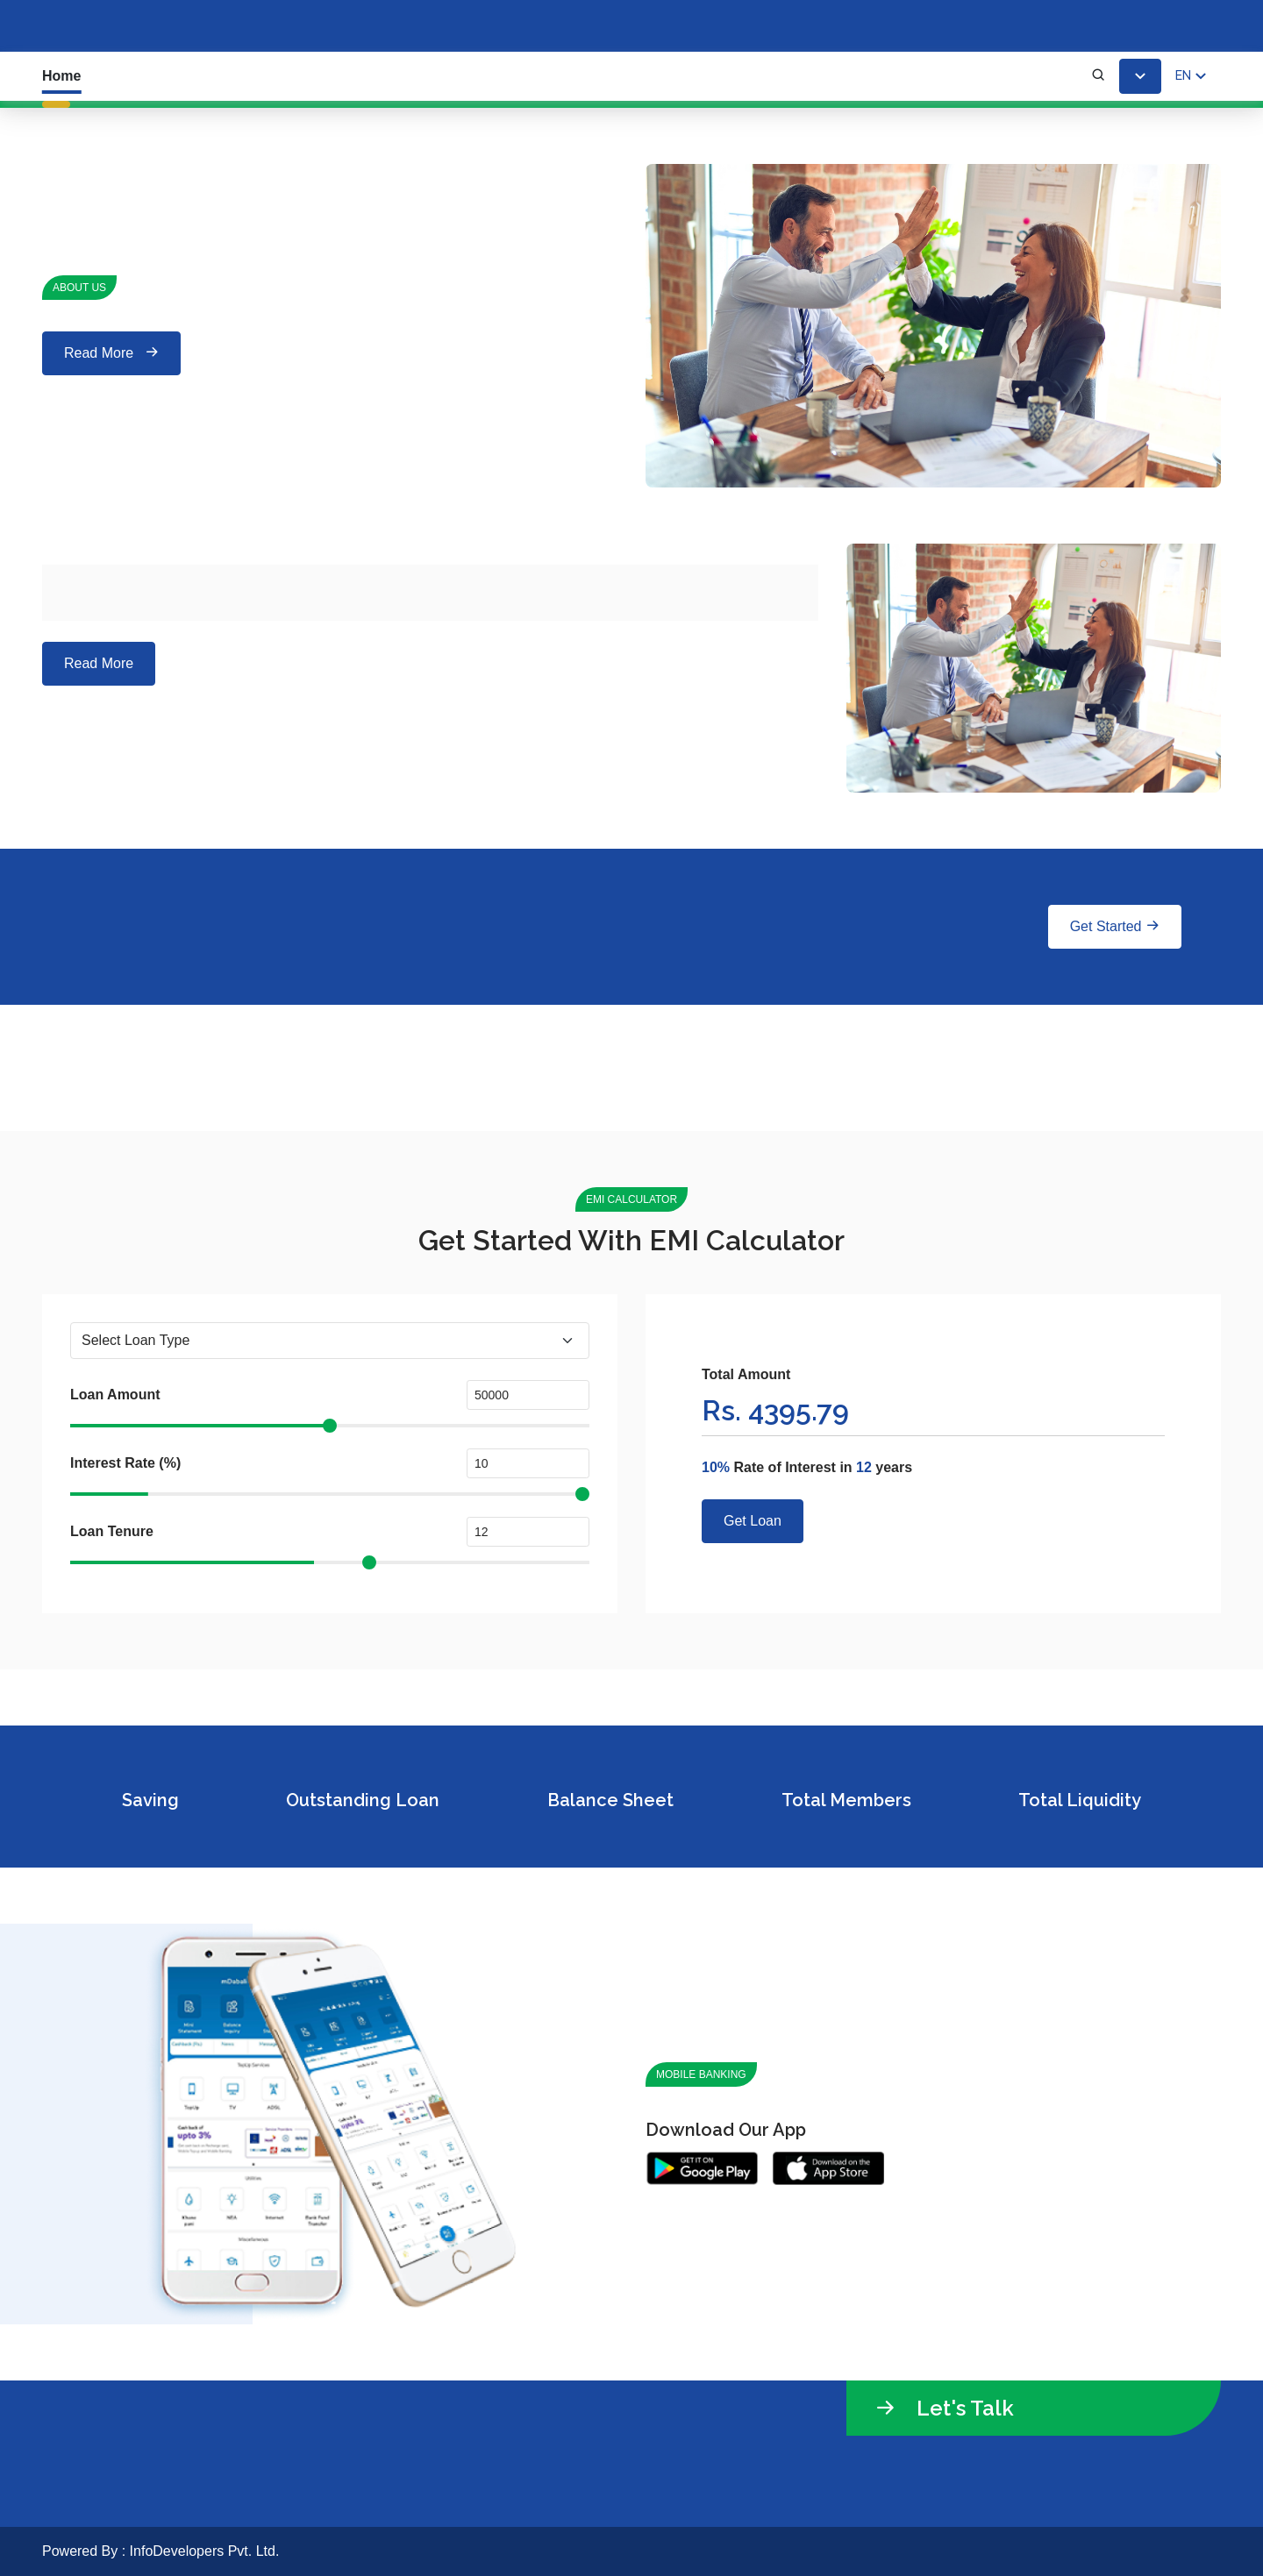 Home
EN
ABOUT US
Read More
Read More
Get Started
EMI CALCULATOR
Get Started With EMI Calculator
Select Loan Type
Loan Amount
50000
Interest Rate (%)
10
Loan Tenure
12
Total Amount
Rs. 4395.79
10% Rate of Interest in 12 years
Get Loan
Saving
Outstanding Loan
Balance Sheet
Total Members
Total Liquidity
MOBILE BANKING
Download Our App
GET IT ON
Google Play
Download on the
App Store
Let's Talk
Powered By : InfoDevelopers Pvt. Ltd.